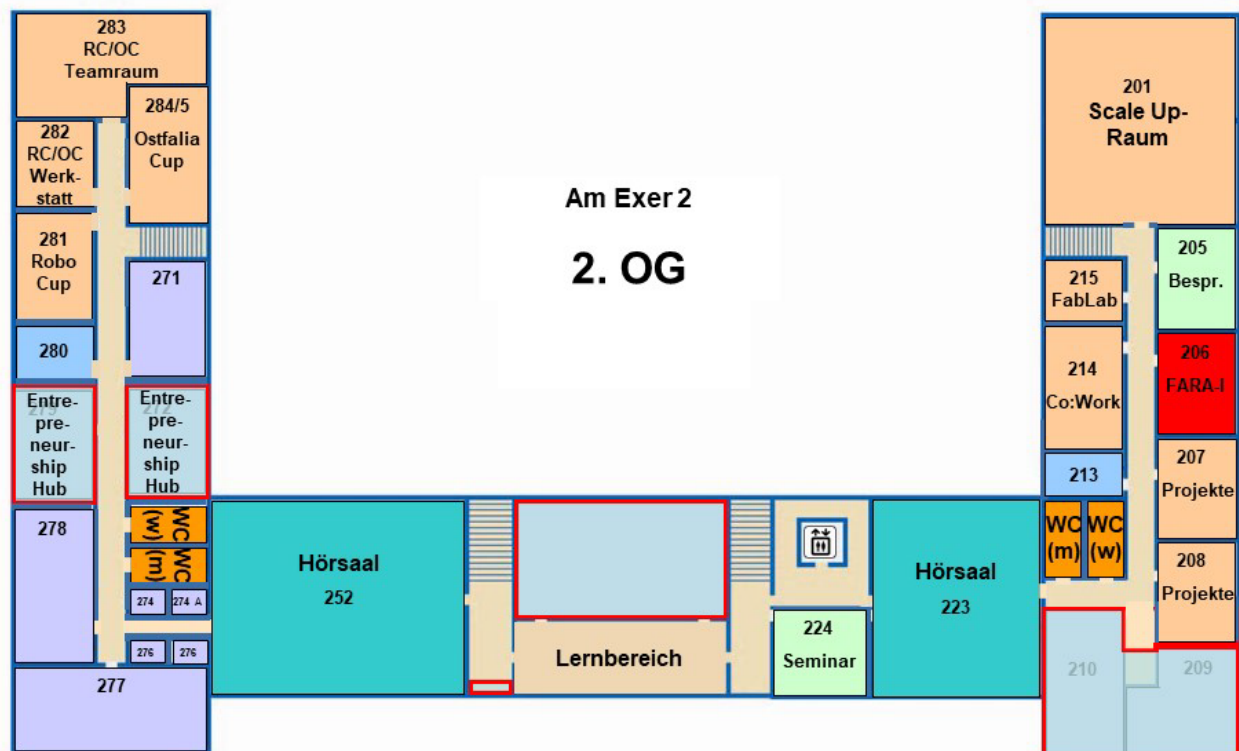 283
RC/OC
Teamraum
284/5
Ostfalia
Cup
282
RC/OC
Werk-
statt
281
Robo
Cup
271
280
279
Entre-
pre-
neur-
ship
Hub
272
Entre-
pre-
neur-
ship
Hub
278
WC
(w)
WC
(m)
274
274 A
276
276
277
Am Exer 2
2. OG
Hörsaal
252
Lernbereich
224
Seminar
Hörsaal
223
201
Scale Up-
Raum
205
Bespr.
215
FabLab
206
FARA-I
214
Co:Work
213
207
Projekte
WC
(m)
WC
(w)
208
Projekte
210
209